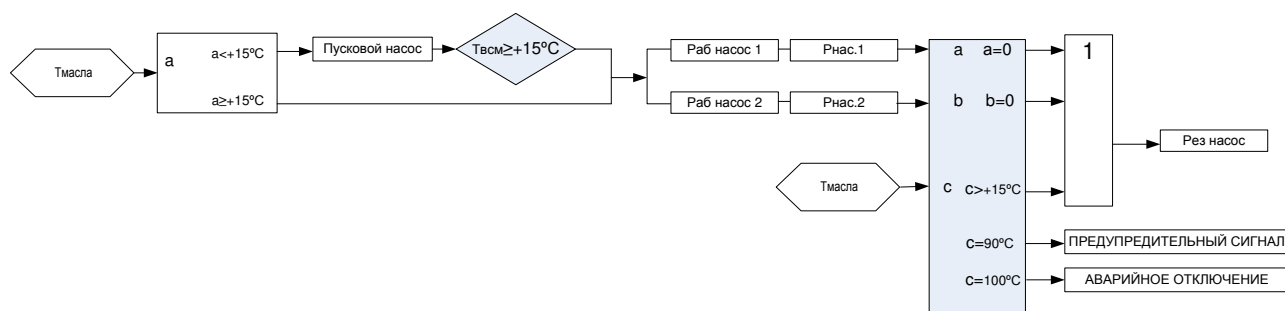 Тмасла
a
a<+15ºC
a≥+15ºC
Пусковой насос
Твсм≥+15ºC
Раб насос 1
Рнас.1
Раб насос 2
Рнас.2
a a=0
b b=0
Тмасла
c c>+15ºC
c=90ºC
c=100ºC
1
Рез насос
ПРЕДУПРЕДИТЕЛЬНЫЙ СИГНАЛ
АВАРИЙНОЕ ОТКЛЮЧЕНИЕ